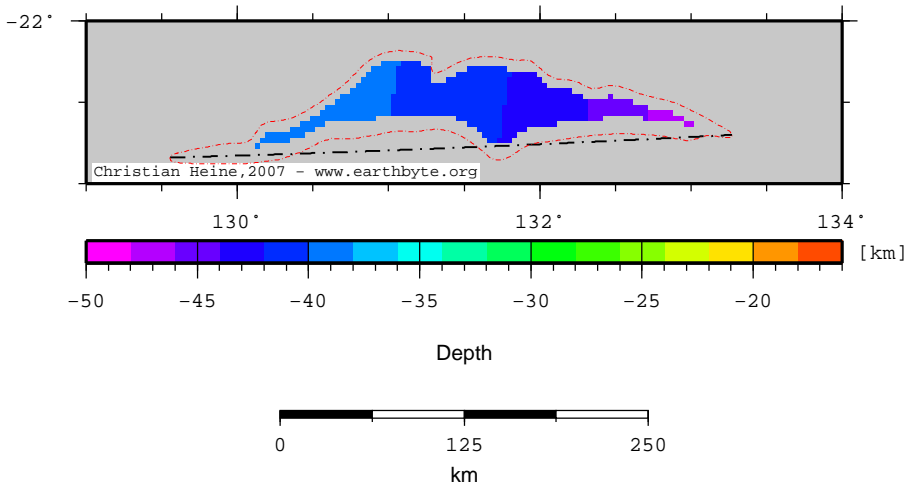 −22°
Christian Heine,2007 − www.earthbyte.org
130° 132° 134°
[km]
−50 −45 −40 −35 −30 −25 −20
Depth
0 125 250
km